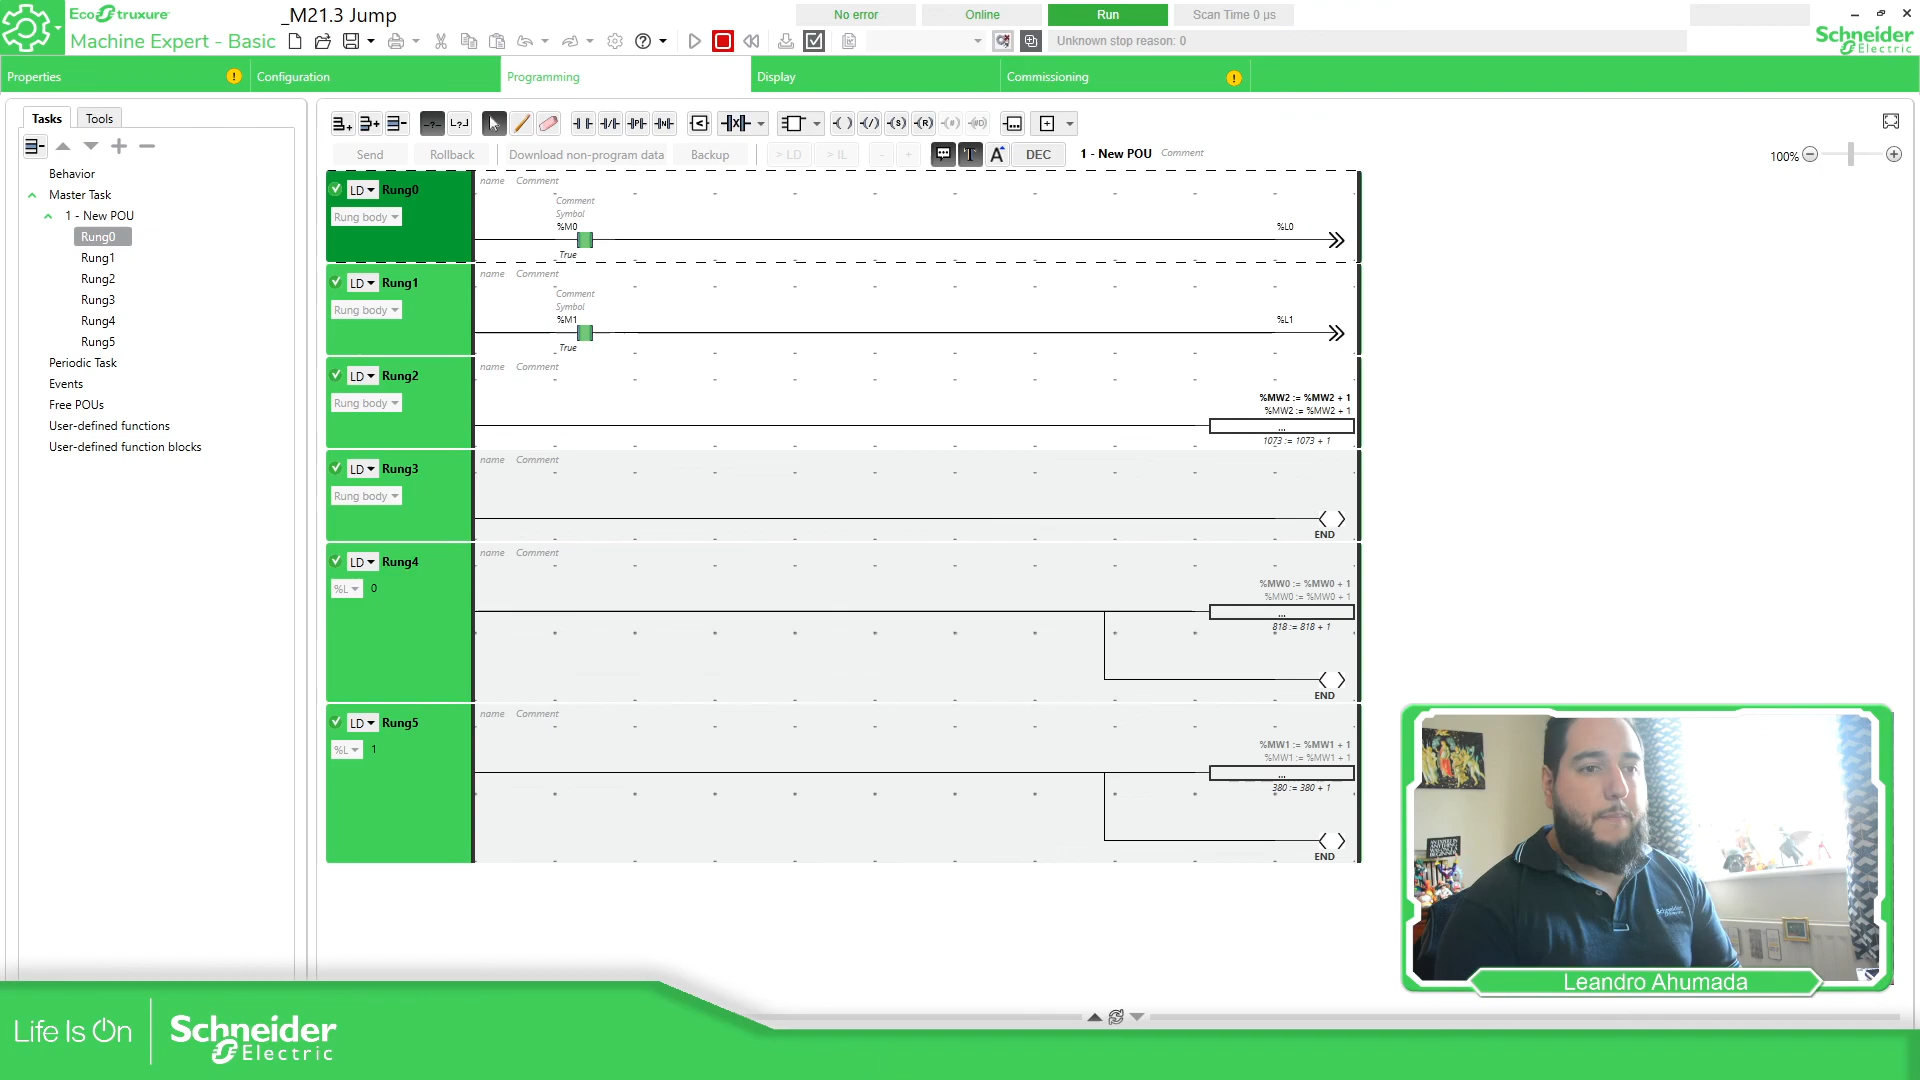 EcoStruxure
Machine Expert - Basic
_M21.3 Jump
No error
Online
Run
Scan Time 0 µs
Unknown stop reason: 0
Schneider
Electric
Properties
Configuration
Programming
Display
Commissioning
Tasks
Tools
Behavior
Master Task
1 - New POU
Rung0
Rung1
Rung2
Rung3
Rung4
Rung5
Periodic Task
Events
Free POUs
User-defined functions
User-defined function blocks
Send
Rollback
Download non-program data
Backup
> LD
> IL
-
+
T
A
DEC
1 - New POU
Comment
100%
LD
Rung0
name
Comment
Rung body
Comment
Symbol
%M0
%L0
True
LD
Rung1
name
Comment
Rung body
Comment
Symbol
%M1
%L1
True
LD
Rung2
name
Comment
Rung body
%MW2 := %MW2 + 1
%MW2 := %MW2 + 1
...
1073 := 1073 + 1
LD
Rung3
name
Comment
Rung body
END
LD
Rung4
name
Comment
%L
0
%MW0 := %MW0 + 1
%MW0 := %MW0 + 1
...
818 := 818 + 1
END
LD
Rung5
name
Comment
%L
1
%MW1 := %MW1 + 1
%MW1 := %MW1 + 1
...
380 := 380 + 1
END
Leandro Ahumada
Life Is On
Schneider
Electric